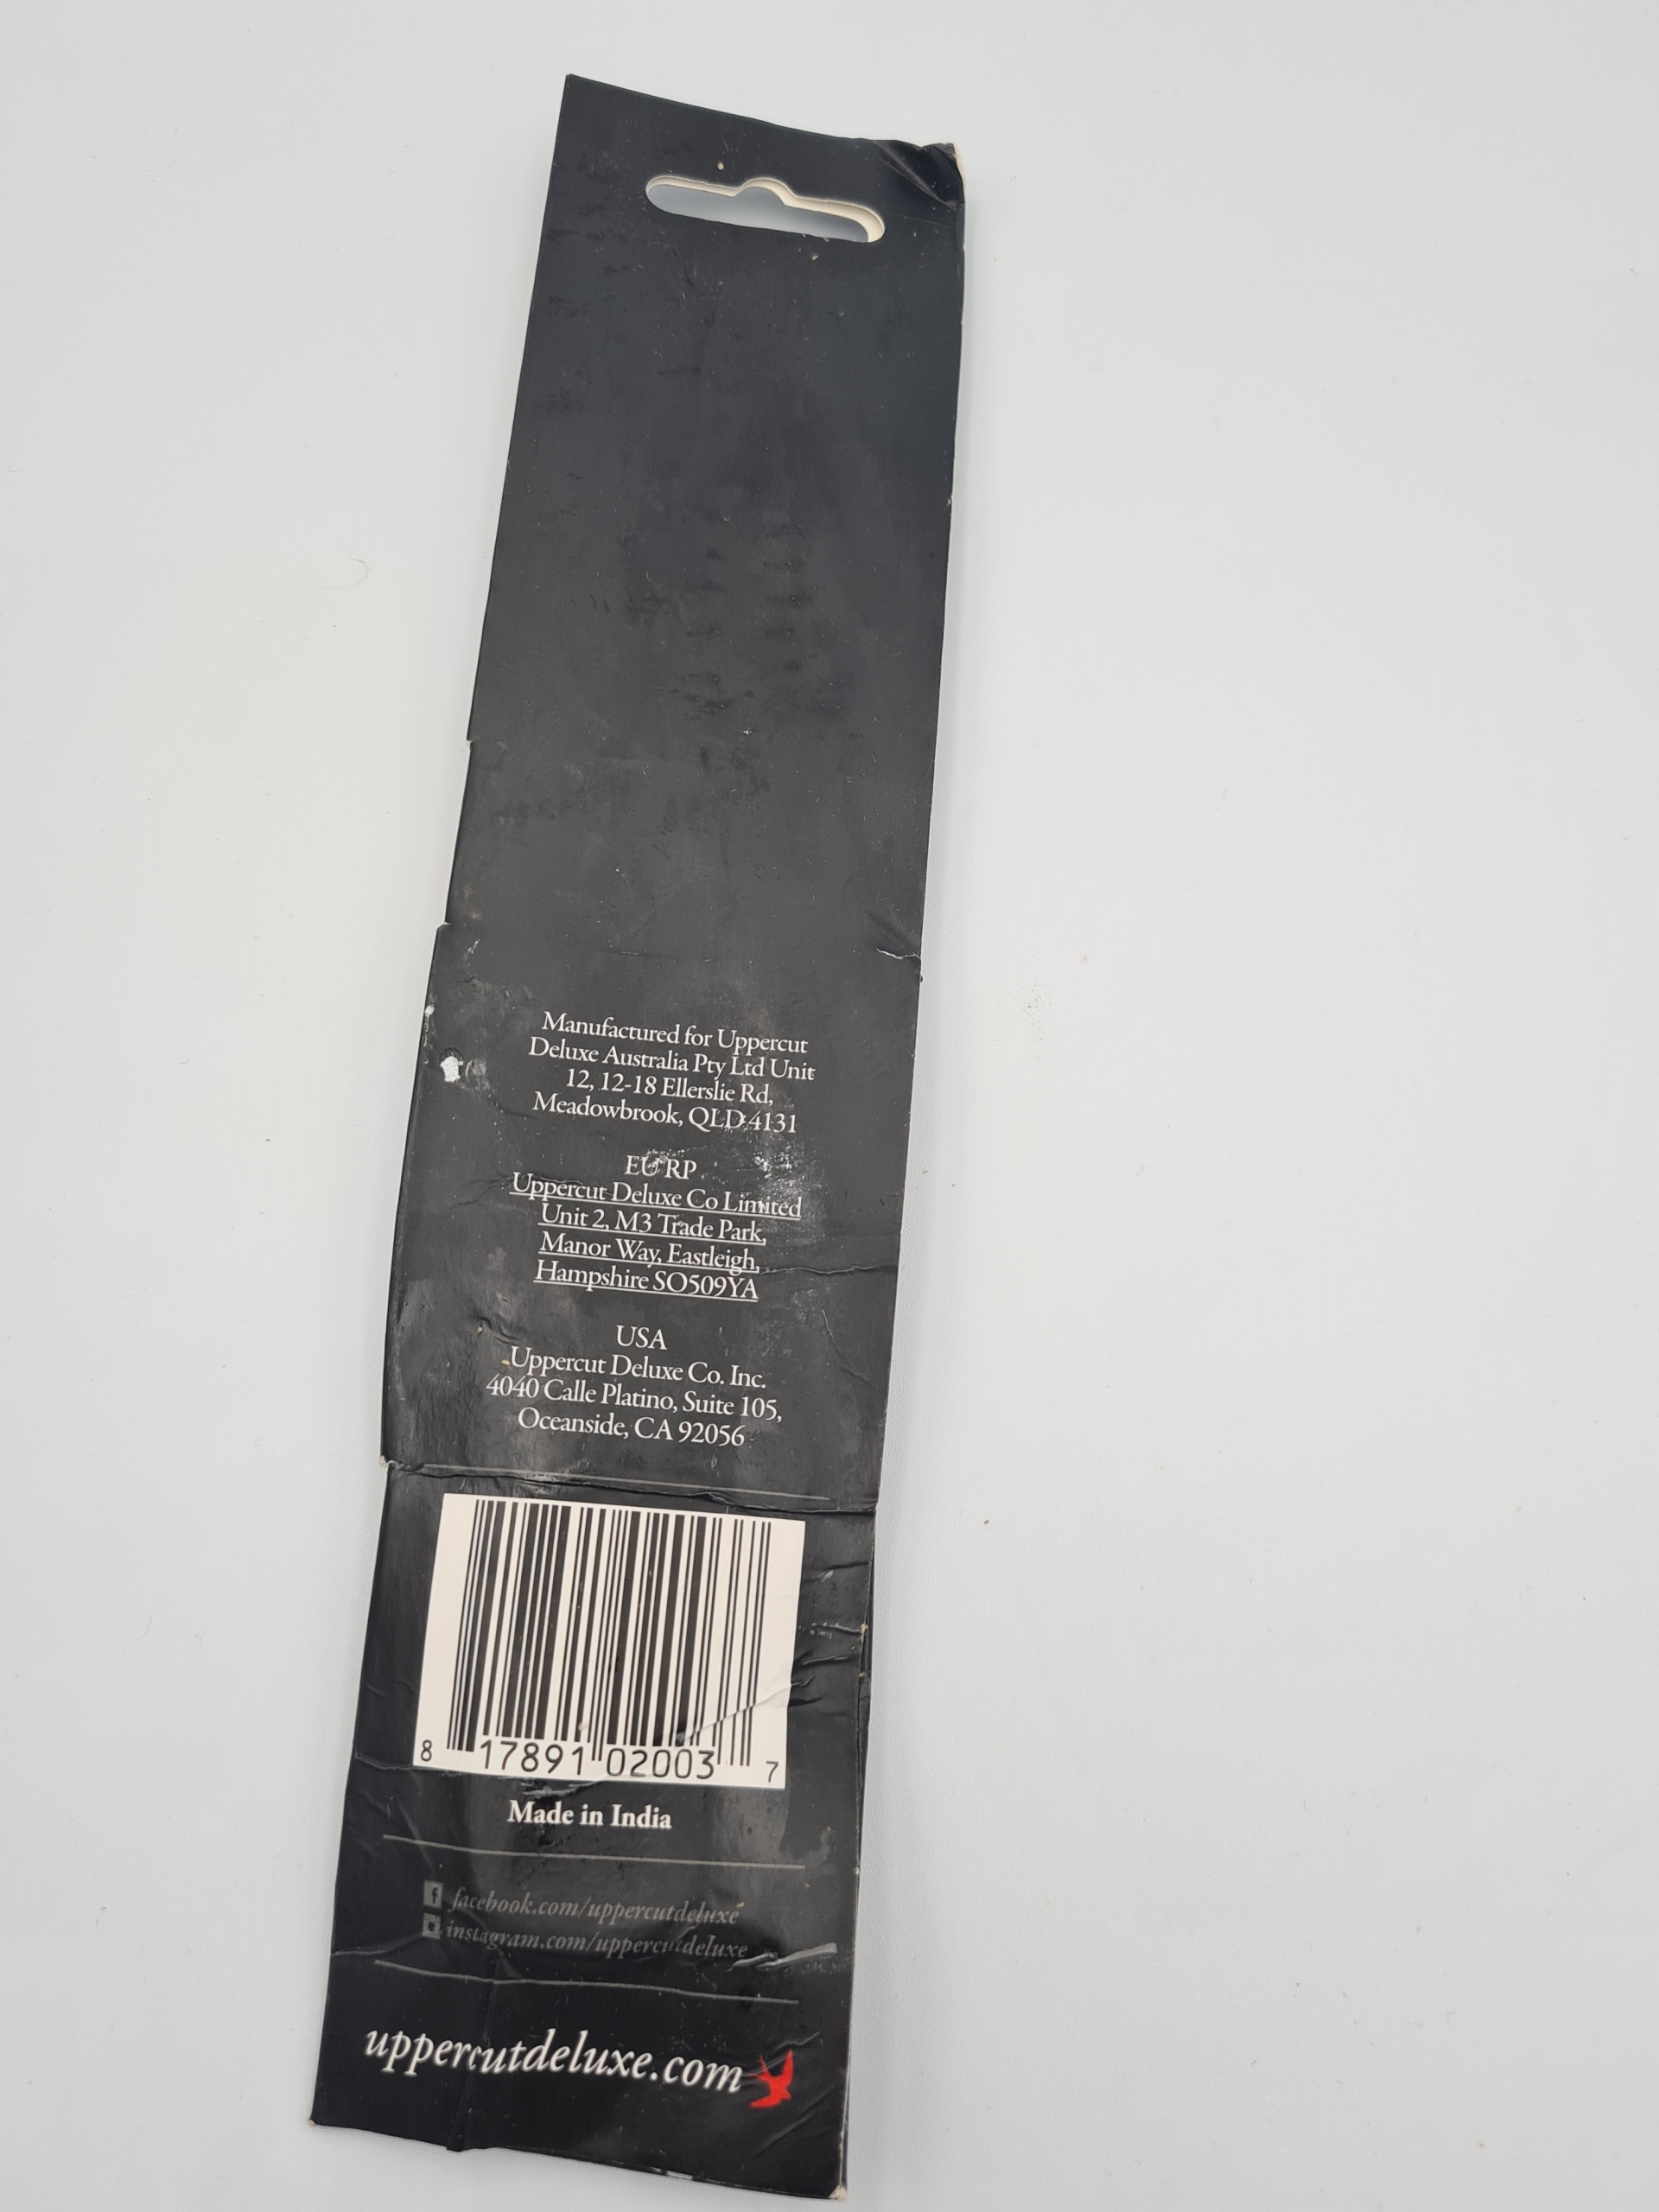 Manufactured for Uppercut
Deluxe Australia Pty Ltd Unit
12, 12-18 Ellerslie Rd,
Meadowbrook, QLD 4131
EU RP
Uppercut Deluxe Co Limited
Unit 2, M3 Trade Park,
Manor Way, Eastleigh,
Hampshire SO509YA
USA
Uppercut Deluxe Co. Inc.
4040 Calle Platino, Suite 105,
Oceanside, CA 92056
8 17891 02003 7
Made in India
facebook.com/uppercutdeluxe
instagram.com/uppercutdeluxe
uppercutdeluxe.com